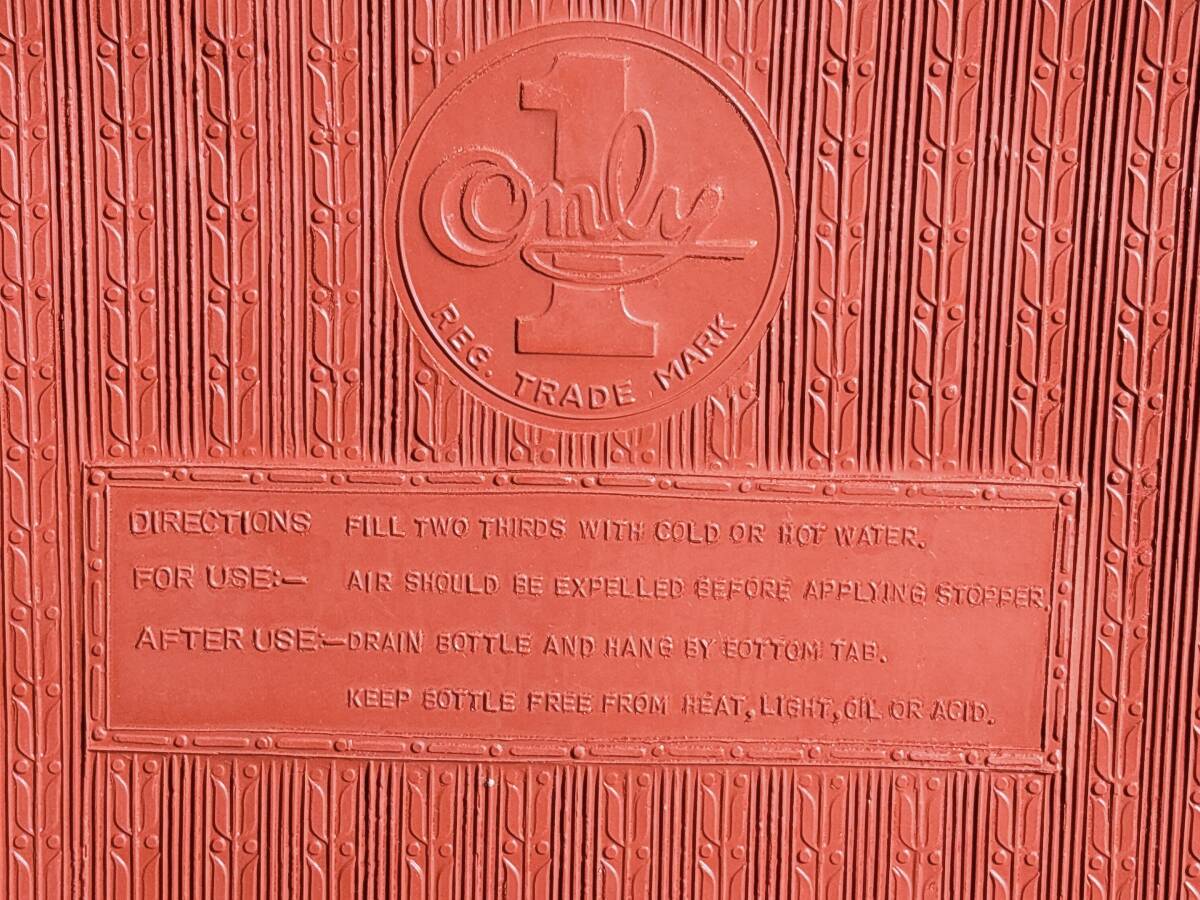 1
Only
REG. TRADE MARK
DIRECTIONS FILL TWO THIRDS WITH COLD OR HOT WATER.
FOR USE:— AIR SHOULD BE EXPELLED BEFORE APPLYING STOPPER.
AFTER USE:—DRAIN BOTTLE AND HANG BY BOTTOM TAB.
KEEP BOTTLE FREE FROM HEAT, LIGHT, OIL OR ACID.